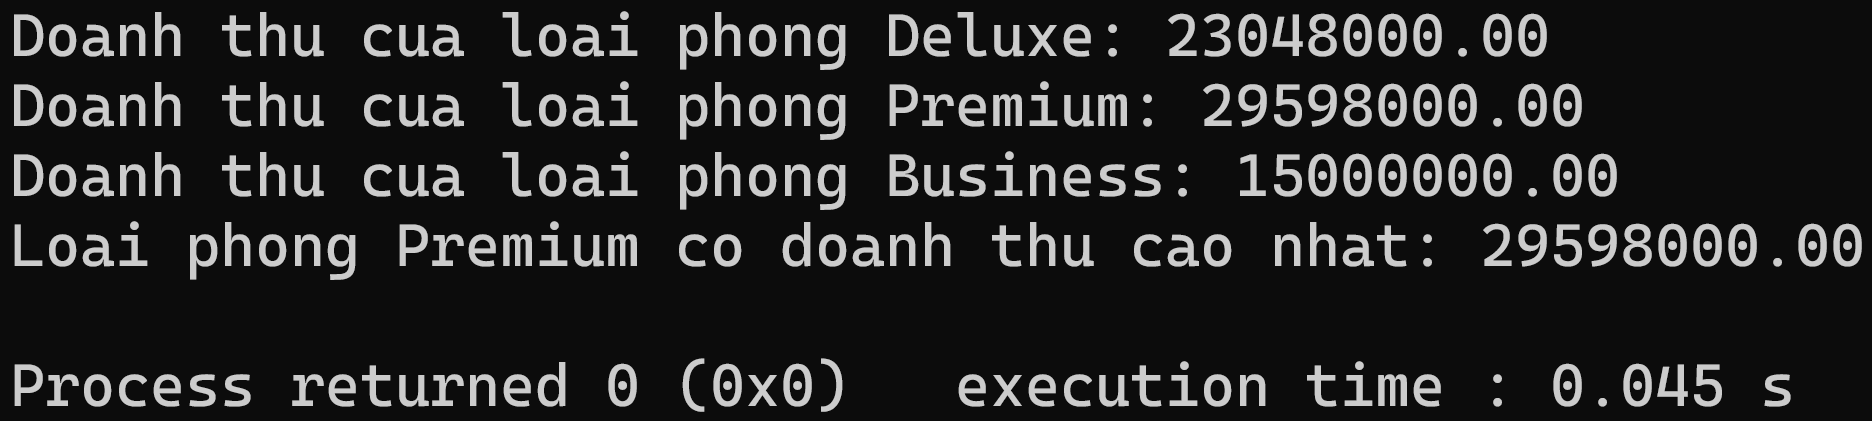 Doanh thu cua loai phong Deluxe: 23048000.00
Doanh thu cua loai phong Premium: 29598000.00
Doanh thu cua loai phong Business: 15000000.00
Loai phong Premium co doanh thu cao nhat: 29598000.00
Process returned 0 (0x0)   execution time : 0.045 s